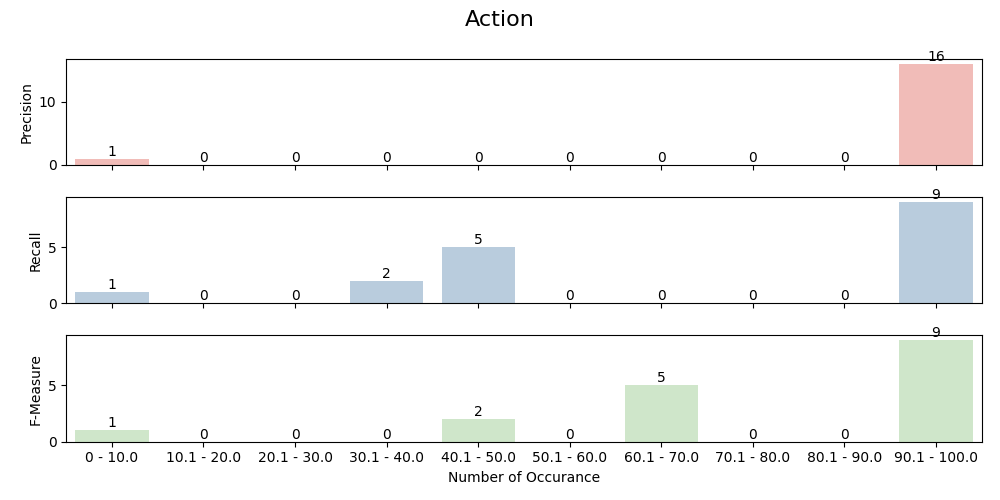 Action
Precision
10
0
1 0 0 0 0 0 0 0 0 16
Recall
5
0
1 0 0 2 5 0 0 0 0 9
F-Measure
5
0
1 0 0 0 2 0 5 0 0 9
0 - 10.0 10.1 - 20.0 20.1 - 30.0 30.1 - 40.0 40.1 - 50.0 50.1 - 60.0 60.1 - 70.0 70.1 - 80.0 80.1 - 90.0 90.1 - 100.0
Number of Occurance